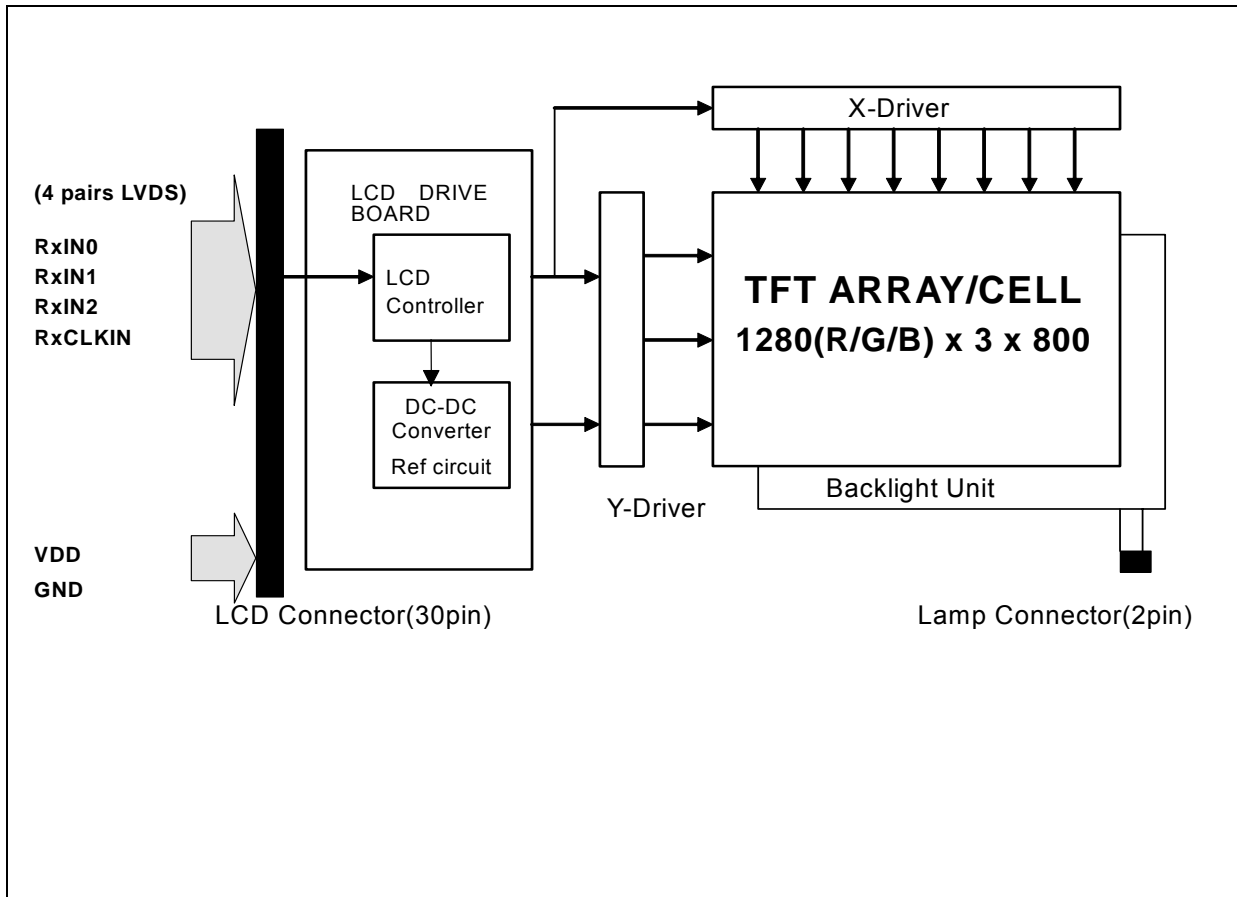 X-Driver
(4 pairs LVDS)
RxIN0
RxIN1
RxIN2
RxCLKIN
LCD DRIVE
BOARD
LCD
Controller
DC-DC
Converter
Ref circuit
Y-Driver
TFT ARRAY/CELL
1280(R/G/B) x 3 x 800
Backlight Unit
VDD
GND
LCD Connector(30pin)
Lamp Connector(2pin)